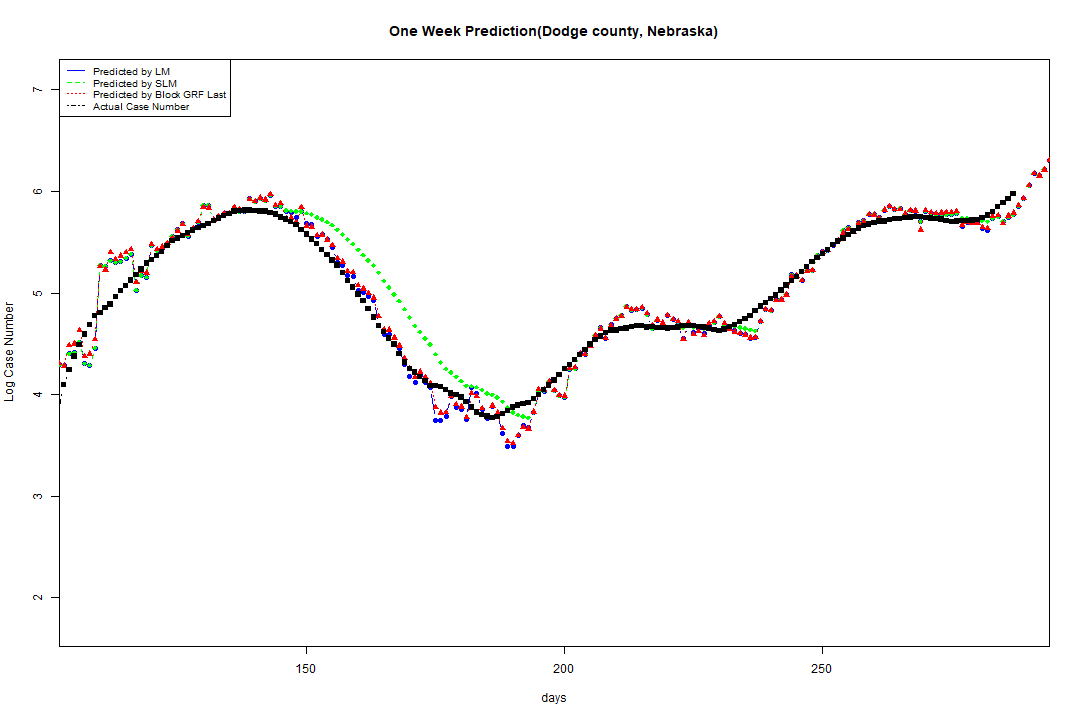 One Week Prediction(Dodge county, Nebraska)
Predicted by LM
Predicted by SLM
Predicted by Block GRF Last
Actual Case Number
Log Case Number
7
6
5
4
3
2
150
200
250
days